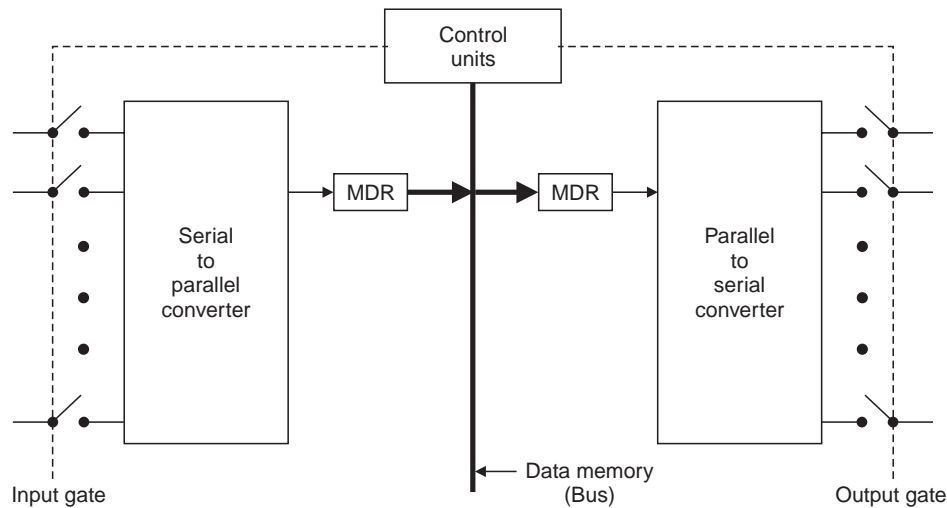 Control
units
MDR
MDR
Serial
to
parallel
converter
Parallel
to
serial
converter
Data memory
(Bus)
Input gate
Output gate